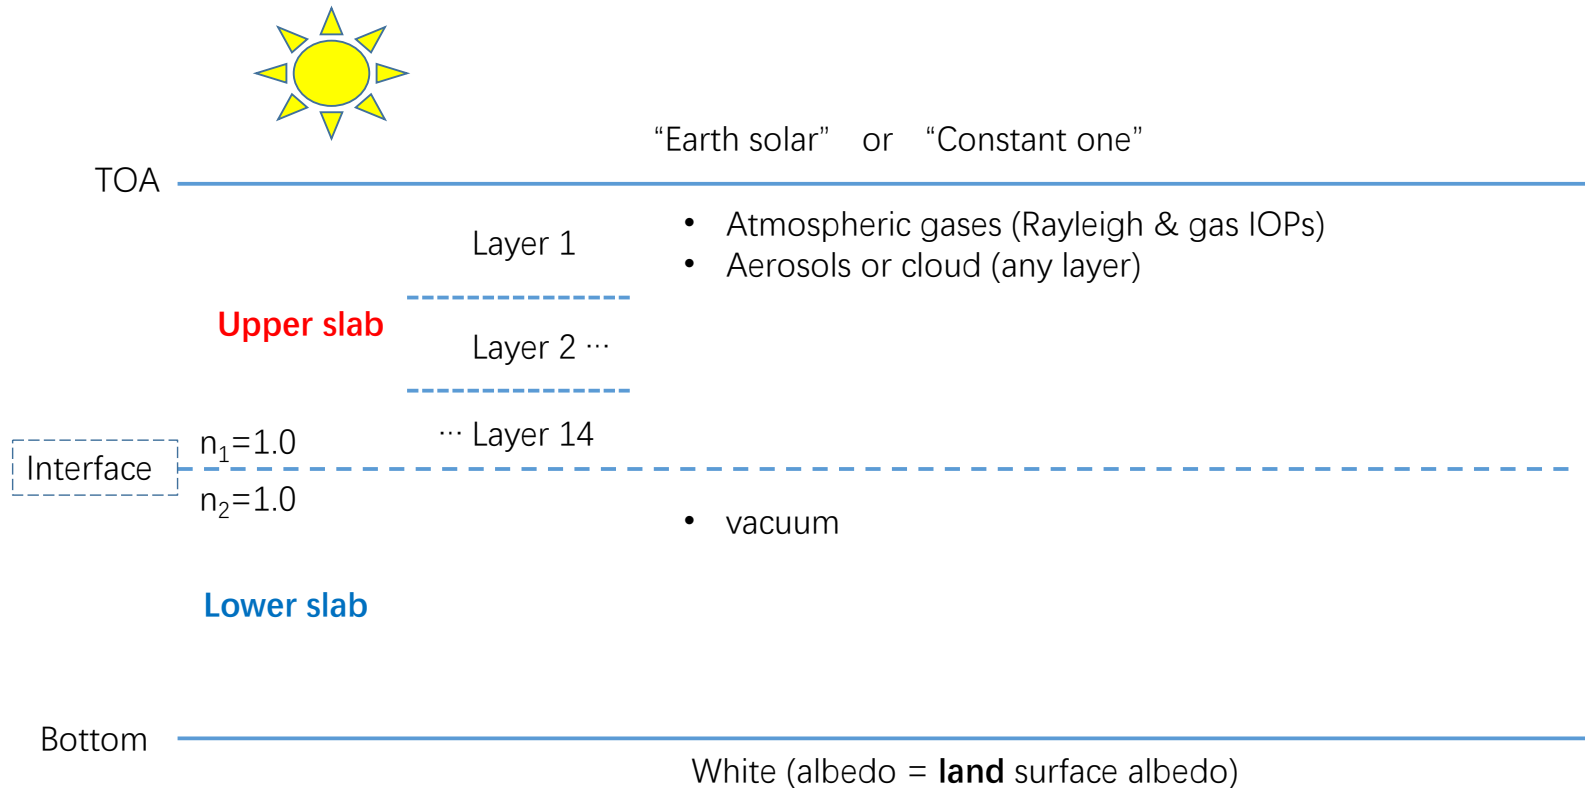 “Earth solar” or “Constant one”
TOA
Layer 1
• Atmospheric gases (Rayleigh & gas IOPs)
• Aerosols or cloud (any layer)
Upper slab
Layer 2 ···
··· Layer 14
n₁=1.0
Interface
n₂=1.0
• vacuum
Lower slab
Bottom
White (albedo = land surface albedo)